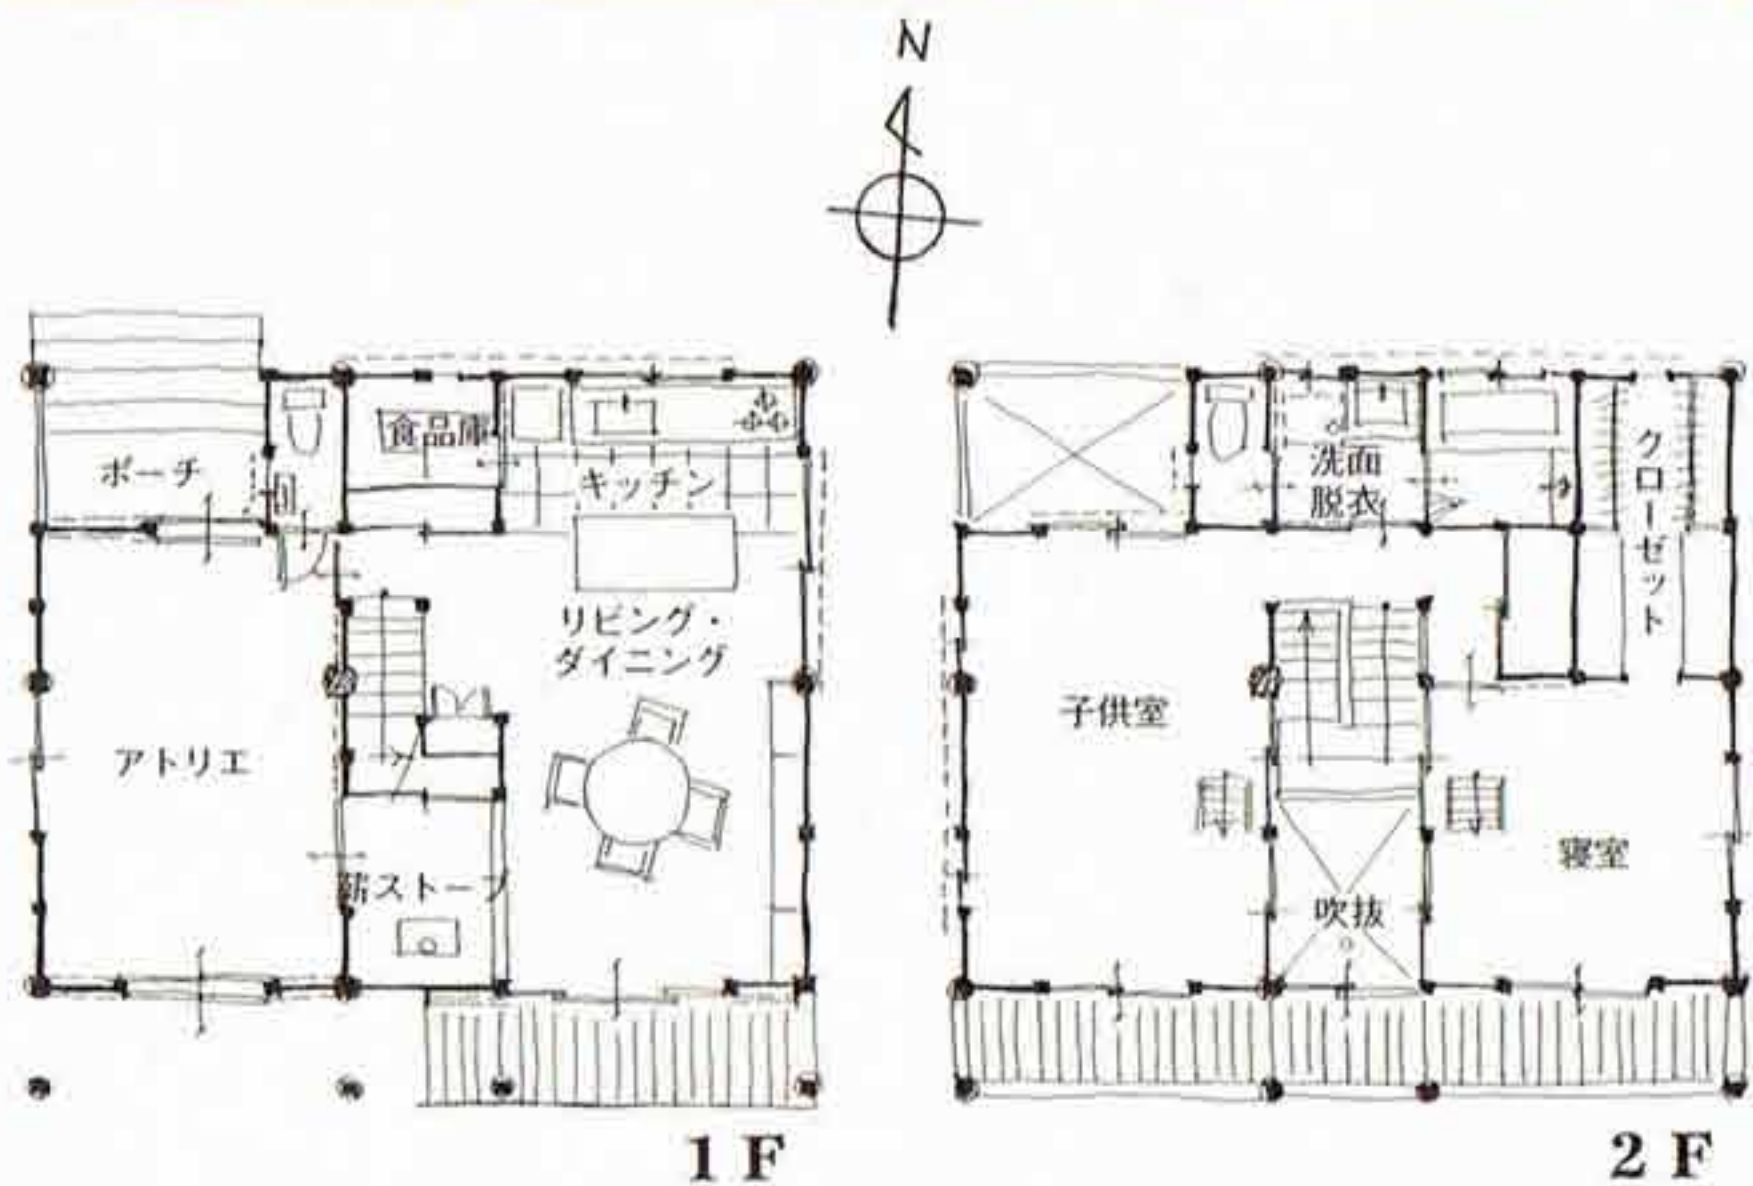 N
ポーチ
食品庫
キッチン
リビング・
ダイニング
アトリエ
薪ストーブ
1F
洗面
脱衣
クローゼット
子供室
寝室
吹抜
2F